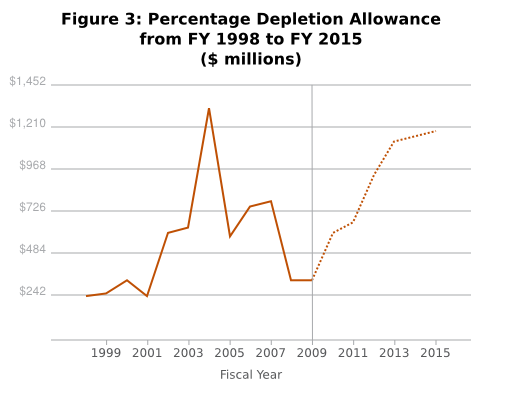 Figure 3: Percentage Depletion Allowance
from FY 1998 to FY 2015
($ millions)
$1,452
$1,210
$968
$726
$484
$242
1999 2001 2003 2005 2007 2009 2011 2013 2015
Fiscal Year